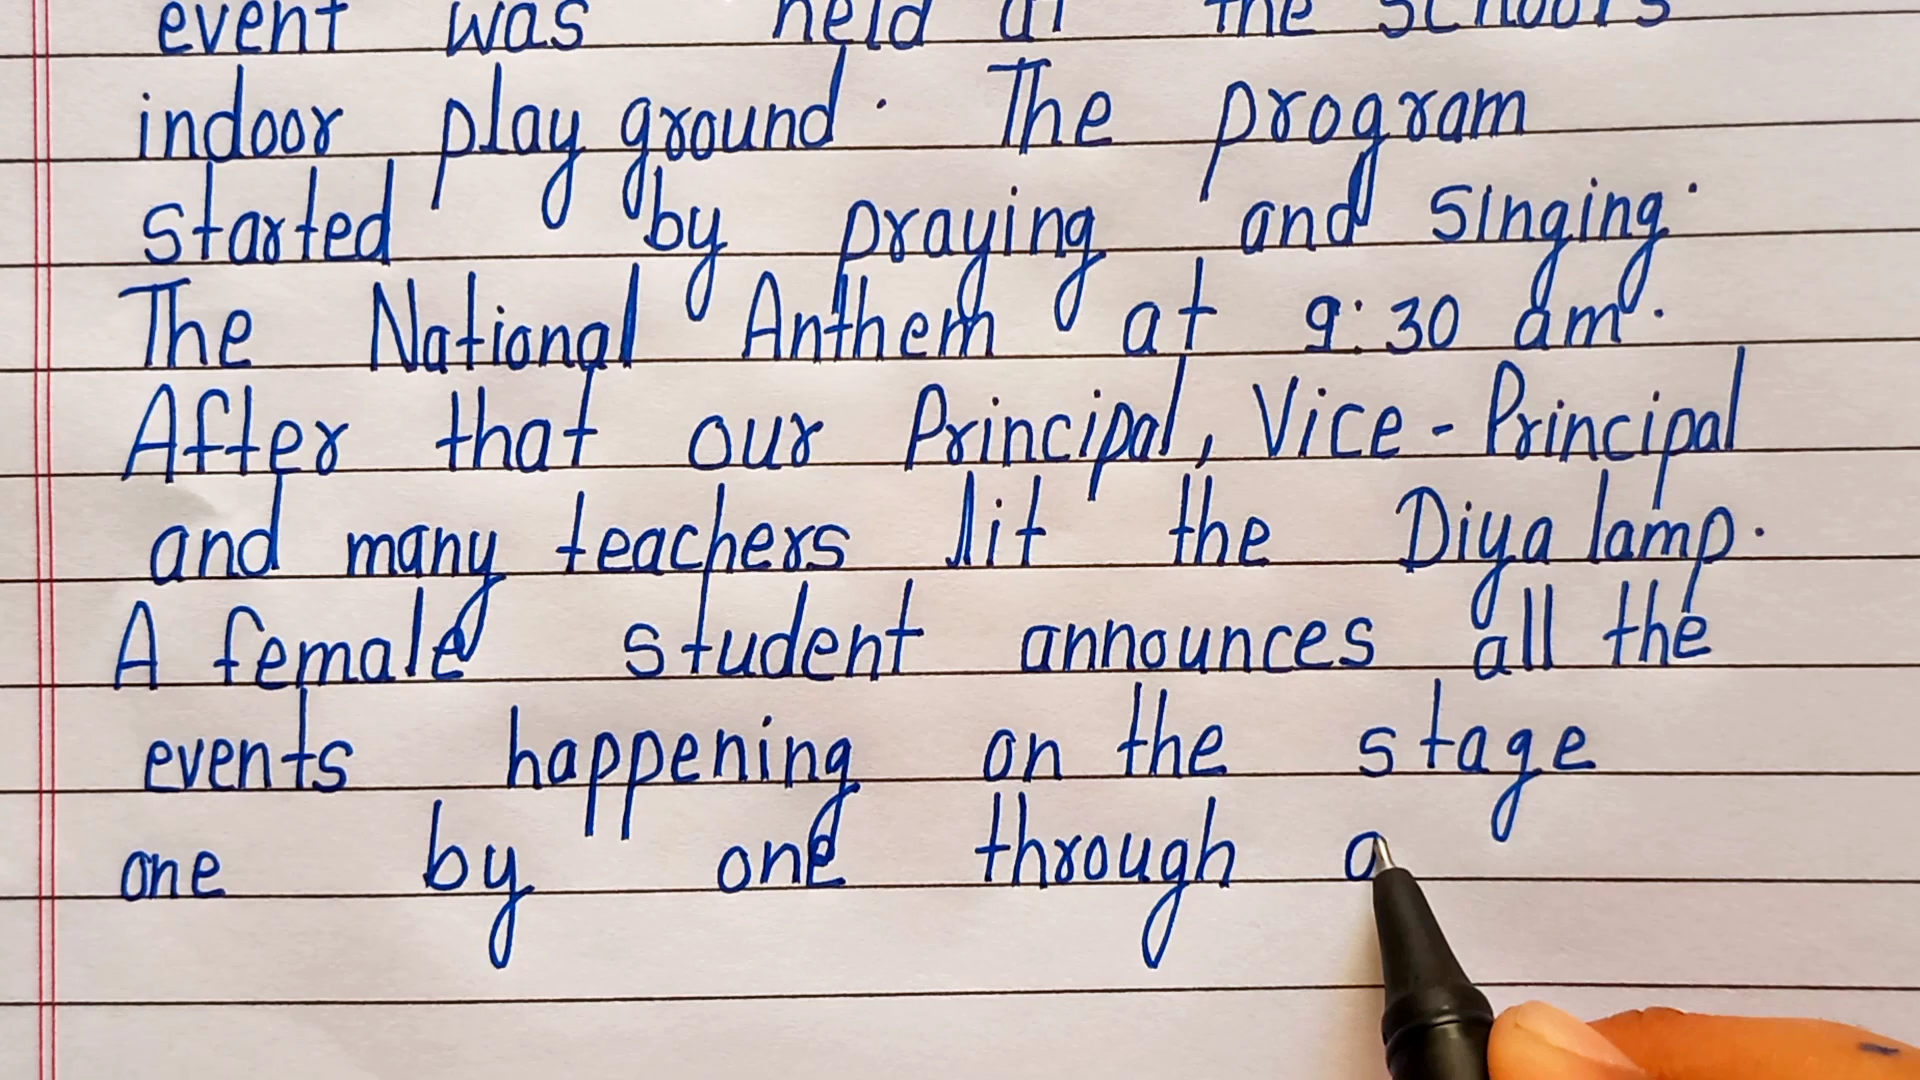 event was held at the schools
indoor play ground. The program
started by praying and singing.
The National Anthem at 9:30 am.
After that our Principal, Vice-Principal
and many teachers lit the Diya lamp.
A female student announces all the
events happening on the stage
one by one through a